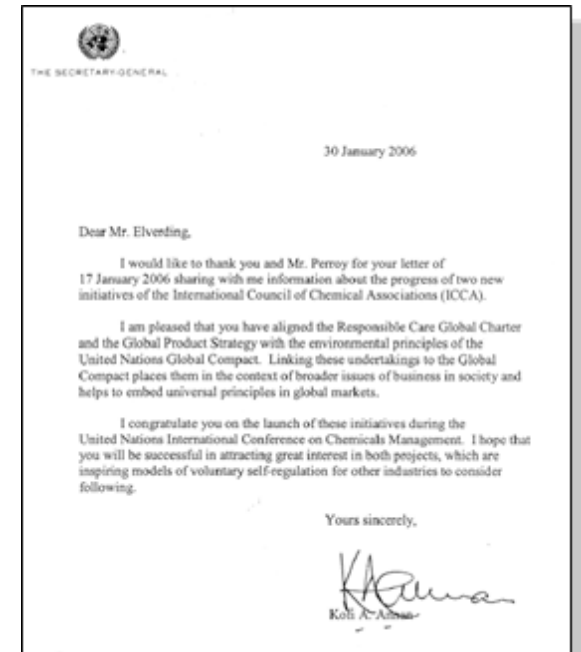 THE SECRETARY-GENERAL
30 January 2006
Dear Mr. Elverding,
I would like to thank you and Mr. Perroy for your letter of
17 January 2006 sharing with me information about the progress of two new
initiatives of the International Council of Chemical Associations (ICCA).
I am pleased that you have aligned the Responsible Care Global Charter
and the Global Product Strategy with the environmental principles of the
United Nations Global Compact. Linking these undertakings to the Global
Compact places them in the context of broader issues of business in society and
helps to embed universal principles in global markets.
I congratulate you on the launch of these initiatives during the
United Nations International Conference on Chemicals Management. I hope that
you will be successful in attracting great interest in both projects, which are
inspiring models of voluntary self-regulation for other industries to consider
following.
Yours sincerely,
Kofi A. Annan